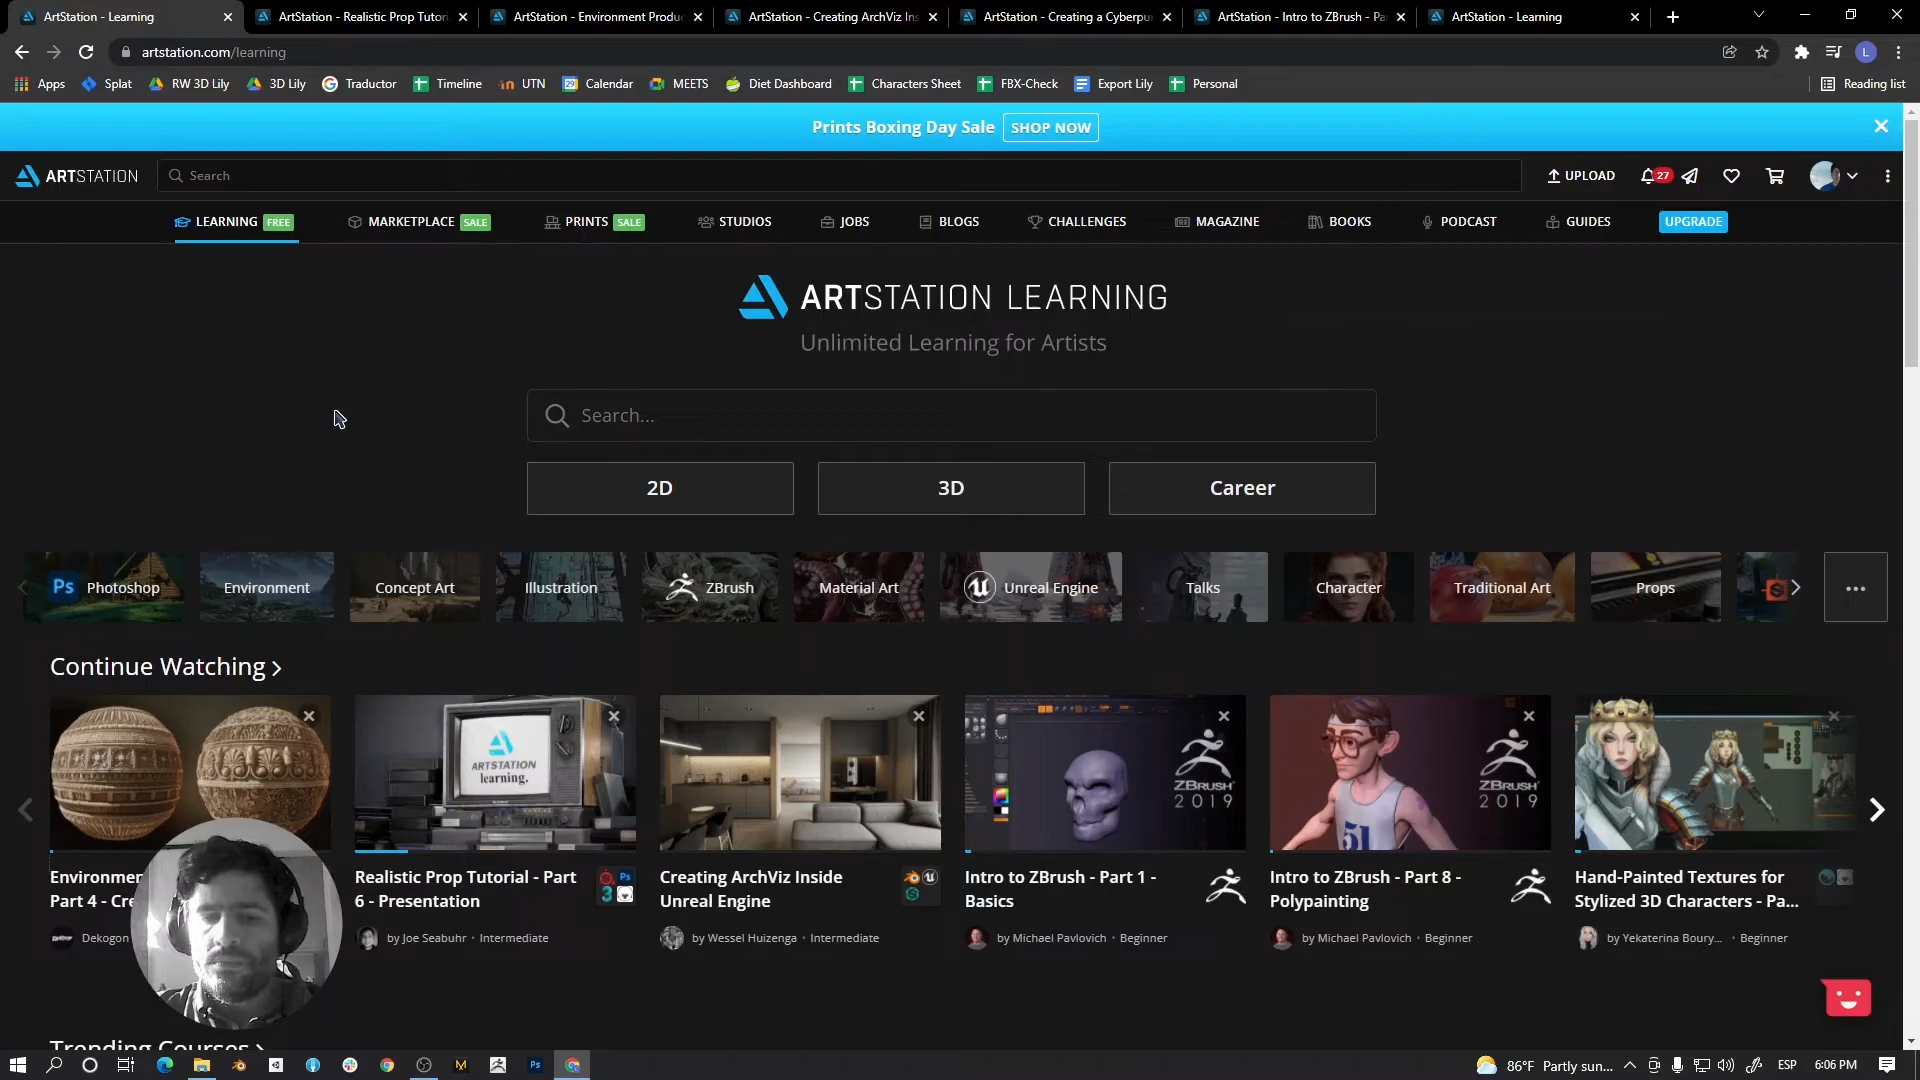 ArtStation - Learning
ArtStation - Realistic Prop Tutori
ArtStation - Environment Produc
ArtStation - Creating ArchViz Ins
ArtStation - Creating a Cyberpun
ArtStation - Intro to ZBrush - Pa
ArtStation - Learning
artstation.com/learning
L
Apps
Splat
RW 3D Lily
3D Lily
Traductor
Timeline
UTN
Calendar
MEETS
Diet Dashboard
Characters Sheet
FBX-Check
Export Lily
Personal
Reading list
Prints Boxing Day Sale SHOP NOW
ARTSTATION
Search
UPLOAD
27
LEARNING FREE
MARKETPLACE SALE
PRINTS SALE
STUDIOS
JOBS
BLOGS
CHALLENGES
MAGAZINE
BOOKS
PODCAST
GUIDES
UPGRADE
ARTSTATION LEARNING
Unlimited Learning for Artists
Search...
2D
3D
Career
Ps Photoshop
Environment
Concept Art
Illustration
ZBrush
Material Art
Unreal Engine
Talks
Character
Traditional Art
Props
Continue Watching
ARTSTATION
learning.
ZBRUSH
2019
51
ZBRUSH
2019
Environmen
Part 4 - Cre
Dekogon
Realistic Prop Tutorial - Part
6 - Presentation
by Joe Seabuhr • Intermediate
Creating ArchViz Inside
Unreal Engine
by Wessel Huizenga • Intermediate
Intro to ZBrush - Part 1 -
Basics
by Michael Pavlovich • Beginner
Intro to ZBrush - Part 8 -
Polypainting
by Michael Pavlovich • Beginner
Hand-Painted Textures for
Stylized 3D Characters - Pa...
by Yekaterina Boury... • Beginner
Trending Courses
86°F Partly sun...
ESP
6:06 PM